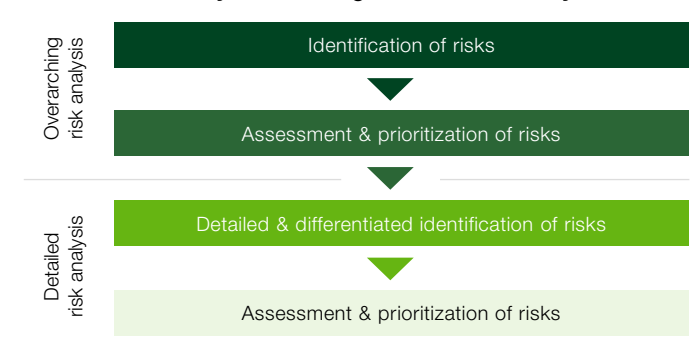 Overarching
risk analysis
Identification of risks
Assessment & prioritization of risks
Detailed
risk analysis
Detailed & differentiated identification of risks
Assessment & prioritization of risks